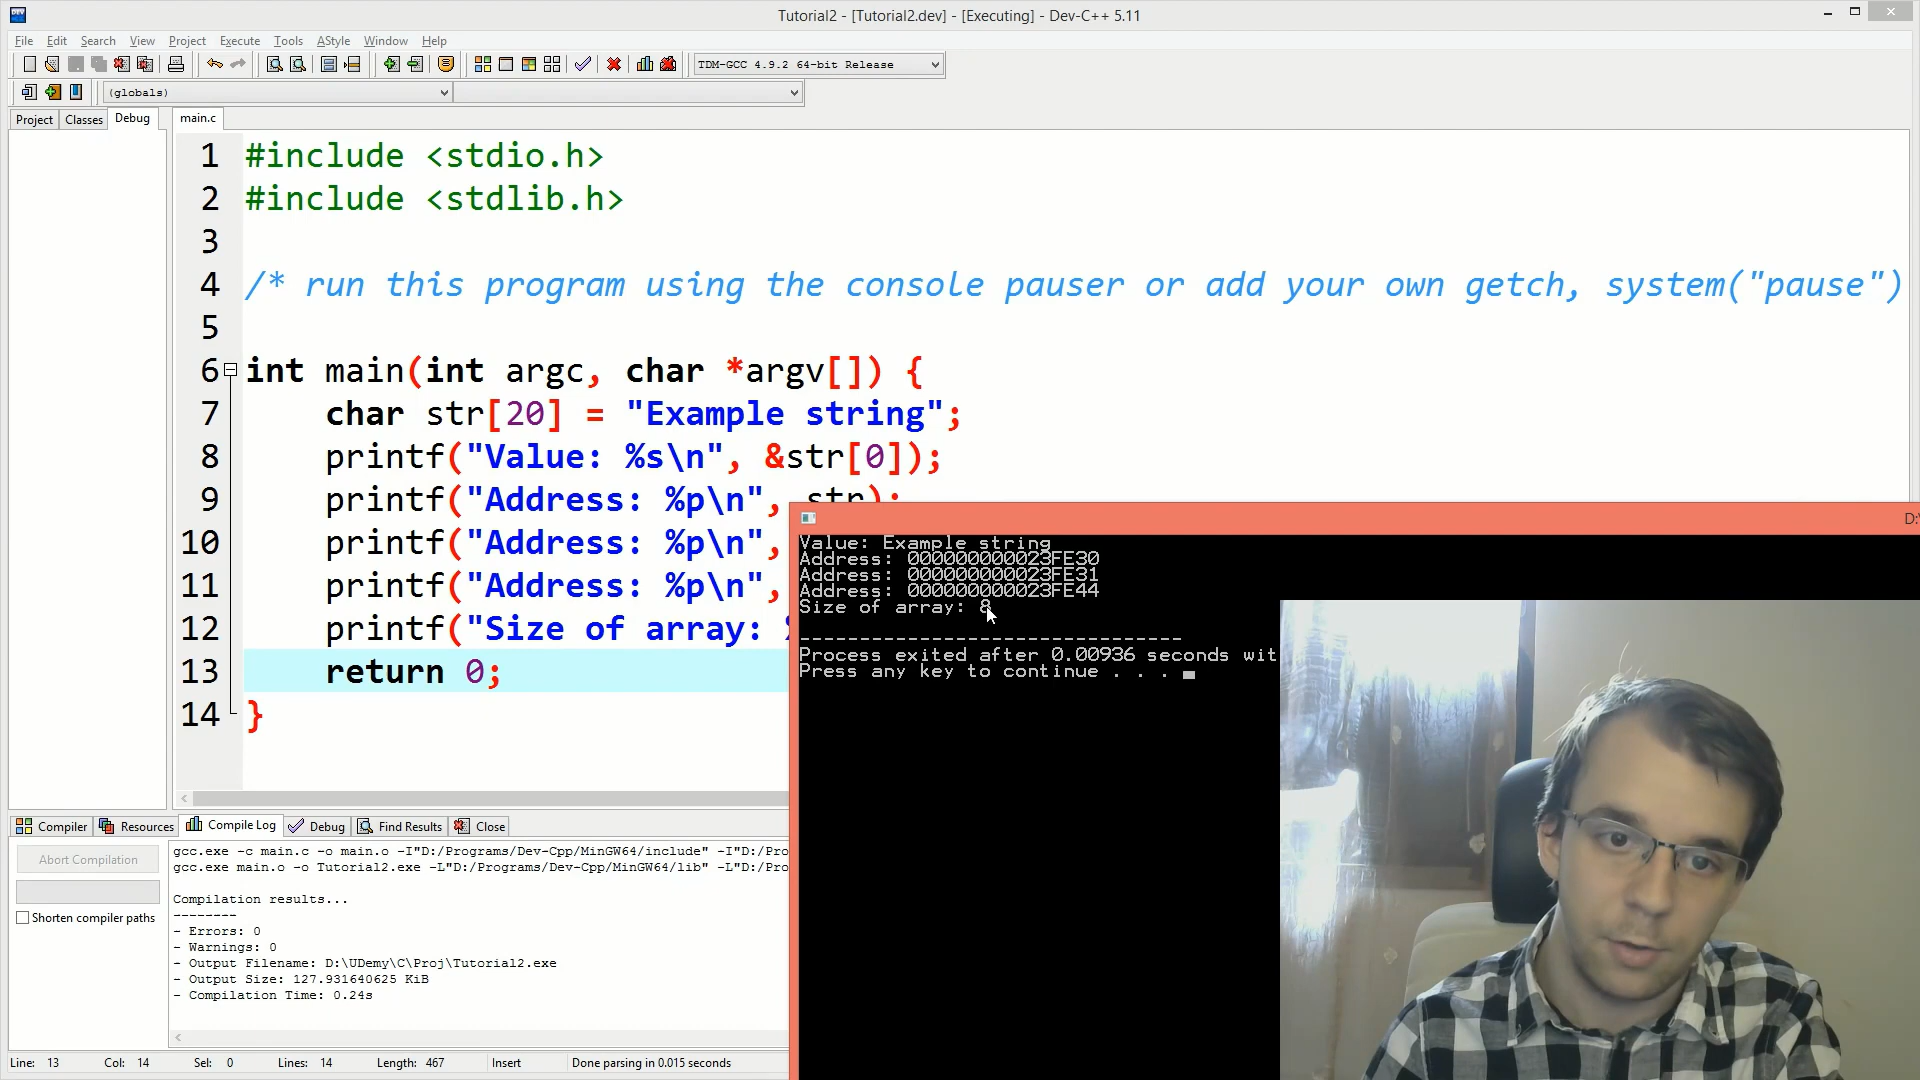 Tutorial2 - [Tutorial2.dev] - [Executing] - Dev-C++ 5.11
File Edit Search View Project Execute Tools AStyle Window Help
TDM-GCC 4.9.2 64-bit Release
(globals)
Project Classes Debug
main.c
1 #include <stdio.h>
2 #include <stdlib.h>
3
4 /* run this program using the console pauser or add your own getch, system("pause")
5
6 int main(int argc, char *argv[]) {
7 char str[20] = "Example string";
8 printf("Value: %s\n", &str[0]);
9 printf("Address: %p\n", str);
10 printf("Address: %p\n",
11 printf("Address: %p\n",
12 printf("Size of array:
13 return 0;
14 }
D:\
Value: Example string
Address: 000000000023FE30
Address: 000000000023FE31
Address: 000000000023FE44
Size of array: 8
--------------------------------
Process exited after 0.00936 seconds wit
Press any key to continue . . .
Compiler Resources Compile Log Debug Find Results Close
Abort Compilation
Shorten compiler paths
gcc.exe -c main.c -o main.o -I"D:/Programs/Dev-Cpp/MinGW64/include" -I"D:/Pro
gcc.exe main.o -o Tutorial2.exe -L"D:/Programs/Dev-Cpp/MinGW64/lib" -L"D:/Pro
Compilation results...
--------
- Errors: 0
- Warnings: 0
- Output Filename: D:\UDemy\C\Proj\Tutorial2.exe
- Output Size: 127.931640625 KiB
- Compilation Time: 0.24s
Line: 13 Col: 14 Sel: 0 Lines: 14 Length: 467 Insert Done parsing in 0.015 seconds